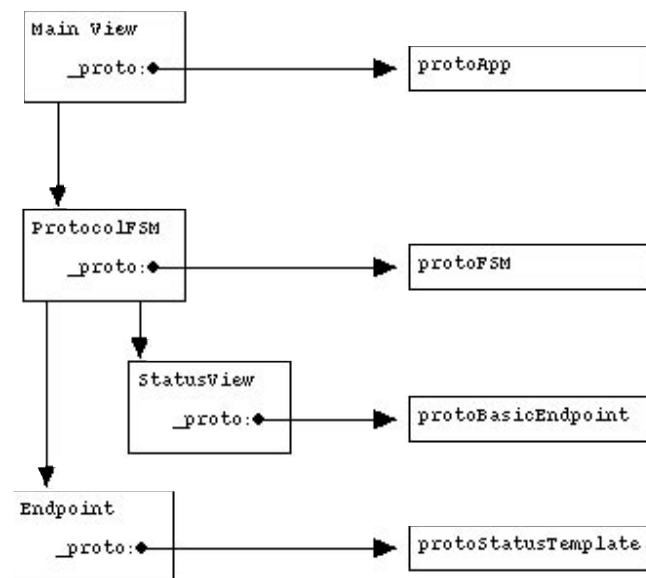 Main View
_proto:
protoApp
ProtocolFSM
_proto:
protoFSM
StatusView
_proto:
protoBasicEndpoint
Endpoint
_proto:
protoStatusTemplate